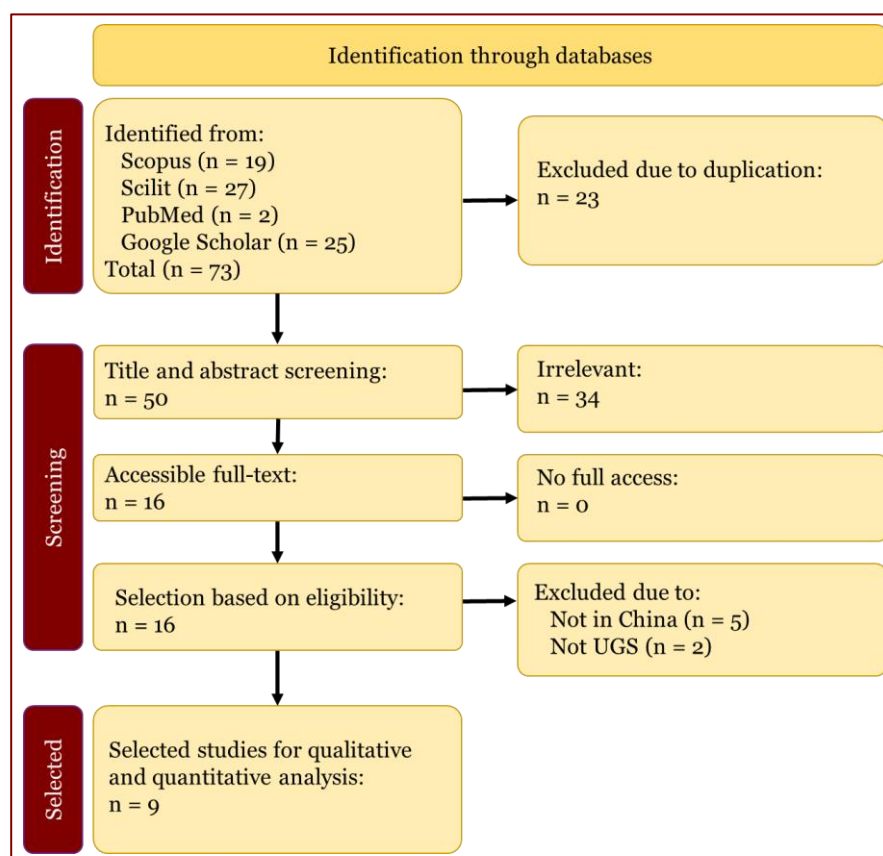 Identification through databases
Identification
Identified from:
Scopus (n = 19)
Scilit (n = 27)
PubMed (n = 2)
Google Scholar (n = 25)
Total (n = 73)
Excluded due to duplication:
n = 23
Screening
Title and abstract screening:
n = 50
Irrelevant:
n = 34
Accessible full-text:
n = 16
No full access:
n = 0
Selection based on eligibility:
n = 16
Excluded due to:
Not in China (n = 5)
Not UGS (n = 2)
Selected
Selected studies for qualitative
and quantitative analysis:
n = 9